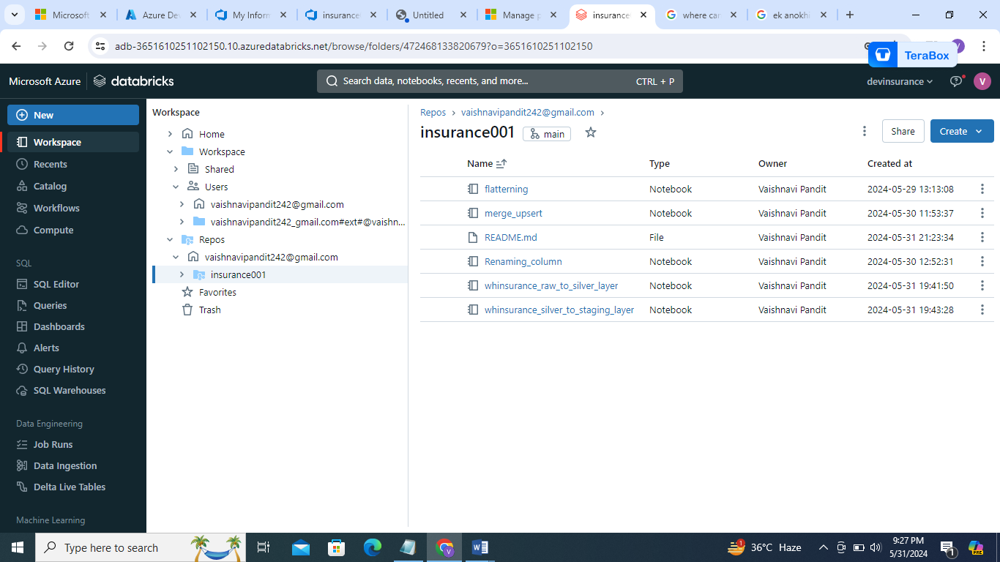 Microsoft
Azure De
My Inform
insurance
Untitled
Manage p
insurance
where car
ek anokhi
adb-3651610251102150.10.azuredatabricks.net/browse/folders/472468133820679?o=3651610251102150
TeraBox
Microsoft Azure
databricks
Search data, notebooks, recents, and more...
CTRL + P
devinsurance
V
New
Workspace
Recents
Catalog
Workflows
Compute
SQL
SQL Editor
Queries
Dashboards
Alerts
Query History
SQL Warehouses
Data Engineering
Job Runs
Data Ingestion
Delta Live Tables
Machine Learning
Workspace
Home
Workspace
Shared
Users
vaishnavipandit242@gmail.com
vaishnavipandit242_gmail.com#ext#@vaishn...
Repos
vaishnavipandit242@gmail.com
insurance001
Favorites
Trash
Repos > vaishnavipandit242@gmail.com >
insurance001 main
Share
Create
Name Type Owner Created at
flatterning Notebook Vaishnavi Pandit 2024-05-29 13:13:08
merge_upsert Notebook Vaishnavi Pandit 2024-05-30 11:53:37
README.md File Vaishnavi Pandit 2024-05-31 21:23:34
Renaming_column Notebook Vaishnavi Pandit 2024-05-30 12:52:31
whinsurance_raw_to_silver_layer Notebook Vaishnavi Pandit 2024-05-31 19:41:50
whinsurance_silver_to_staging_layer Notebook Vaishnavi Pandit 2024-05-31 19:43:28
Type here to search
1
36°C Haze
9:27 PM
5/31/2024
1
PRE